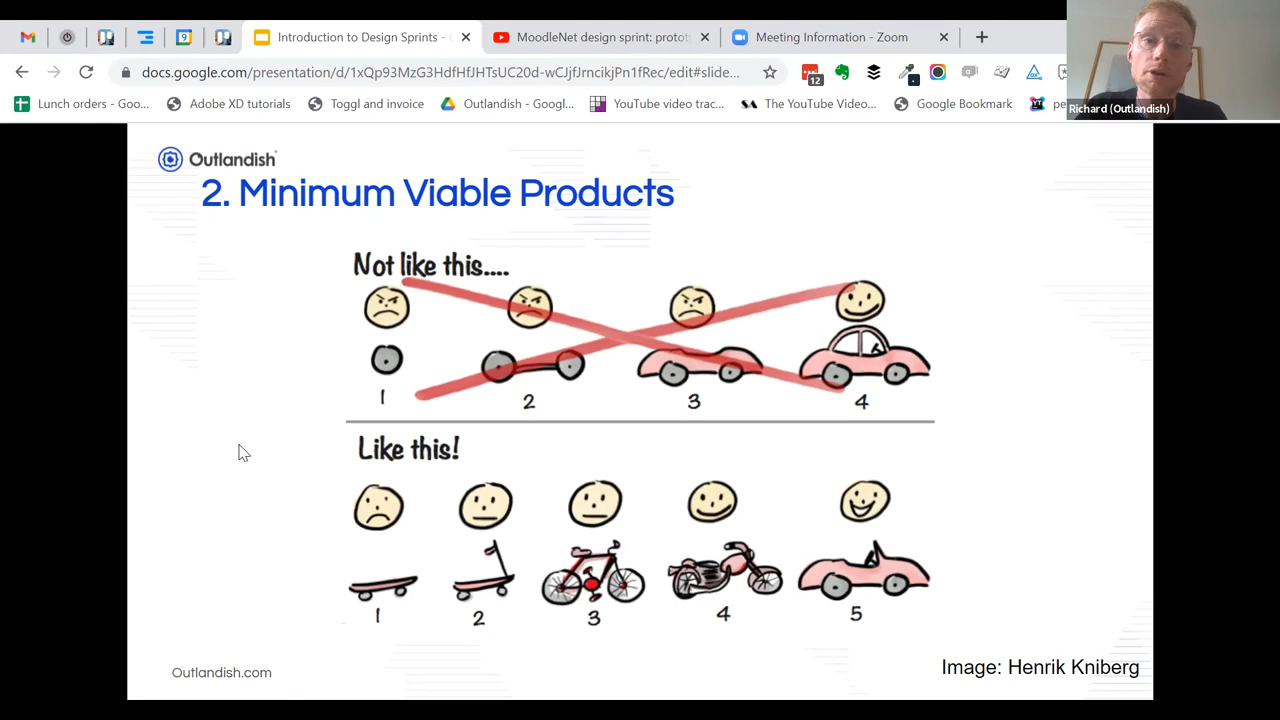 Introduction to Design Sprints -
MoodleNet design sprint: protot
Meeting Information - Zoom
docs.google.com/presentation/d/1xQp93MzG3HdHfJHTsUC20d-wCJjfJrncikjPn1fRec/edit#slide...
12
Lunch orders - Goo...
Adobe XD tutorials
Toggl and invoice
Outlandish - Googl...
YouTube video trac...
The YouTube Video...
Google Bookmark
pe
Richard (Outlandish)
Outlandish
2. Minimum Viable Products
Not like this....
1 2 3 4
Like this!
1 2 3 4 5
Outlandish.com
Image: Henrik Kniberg